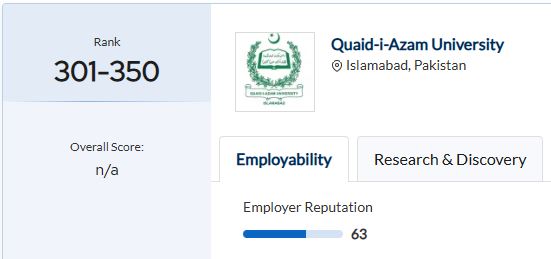 Rank
301-350
Overall Score:
n/a
QUAID-I-AZAM UNIVERSITY
ISLAMABAD
Quaid-i-Azam University
Islamabad, Pakistan
Employability
Research & Discovery
Employer Reputation
63